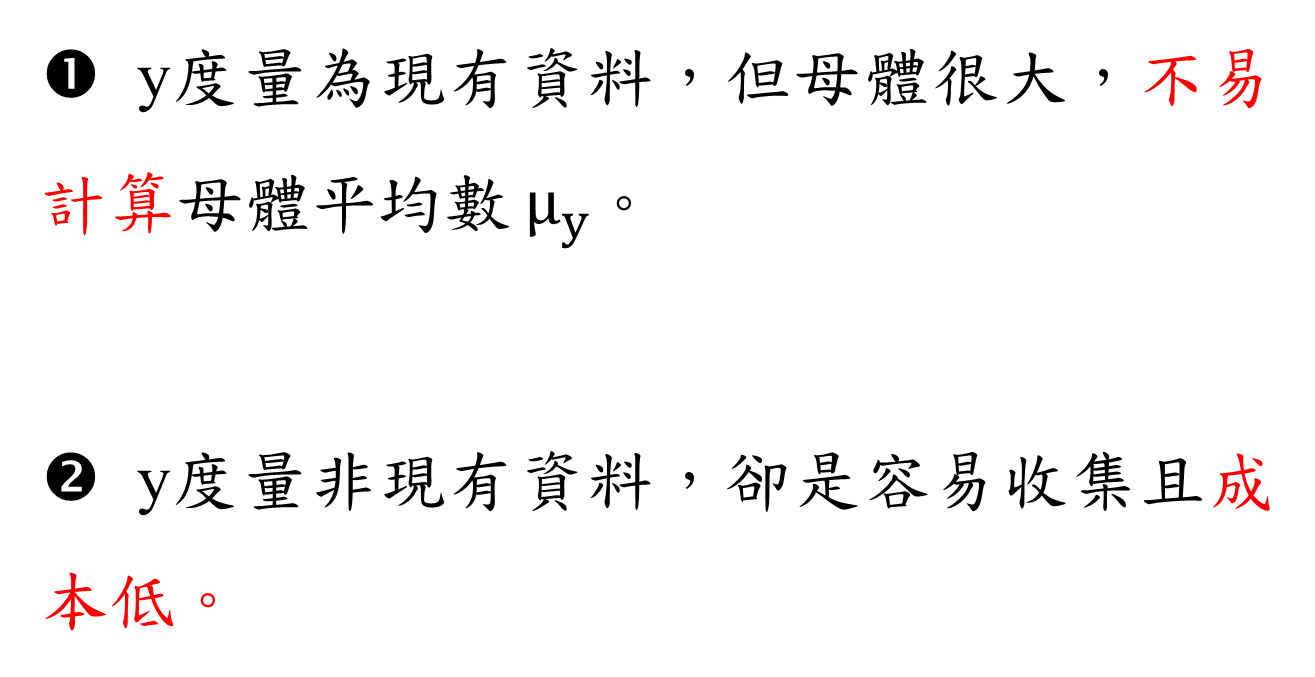 ❶ y度量為現有資料，但母體很大，不易
計算母體平均數 μy。
❷ y度量非現有資料，卻是容易收集且成
本低。